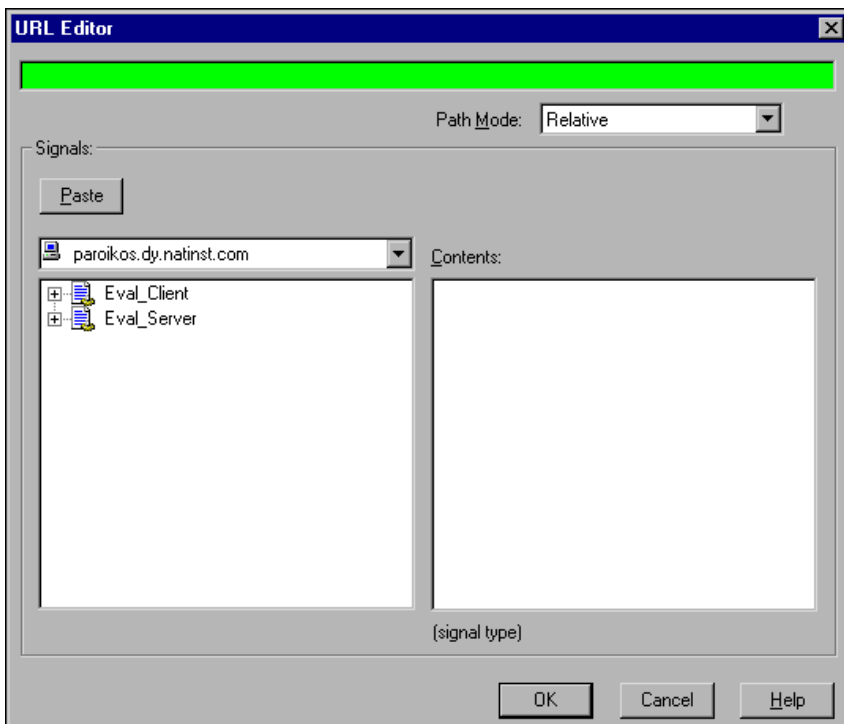 URL Editor
Path Mode: Relative
Signals:
Paste
paroikos.dy.natinst.com
Contents:
Eval_Client
Eval_Server
(signal type)
OK Cancel Help